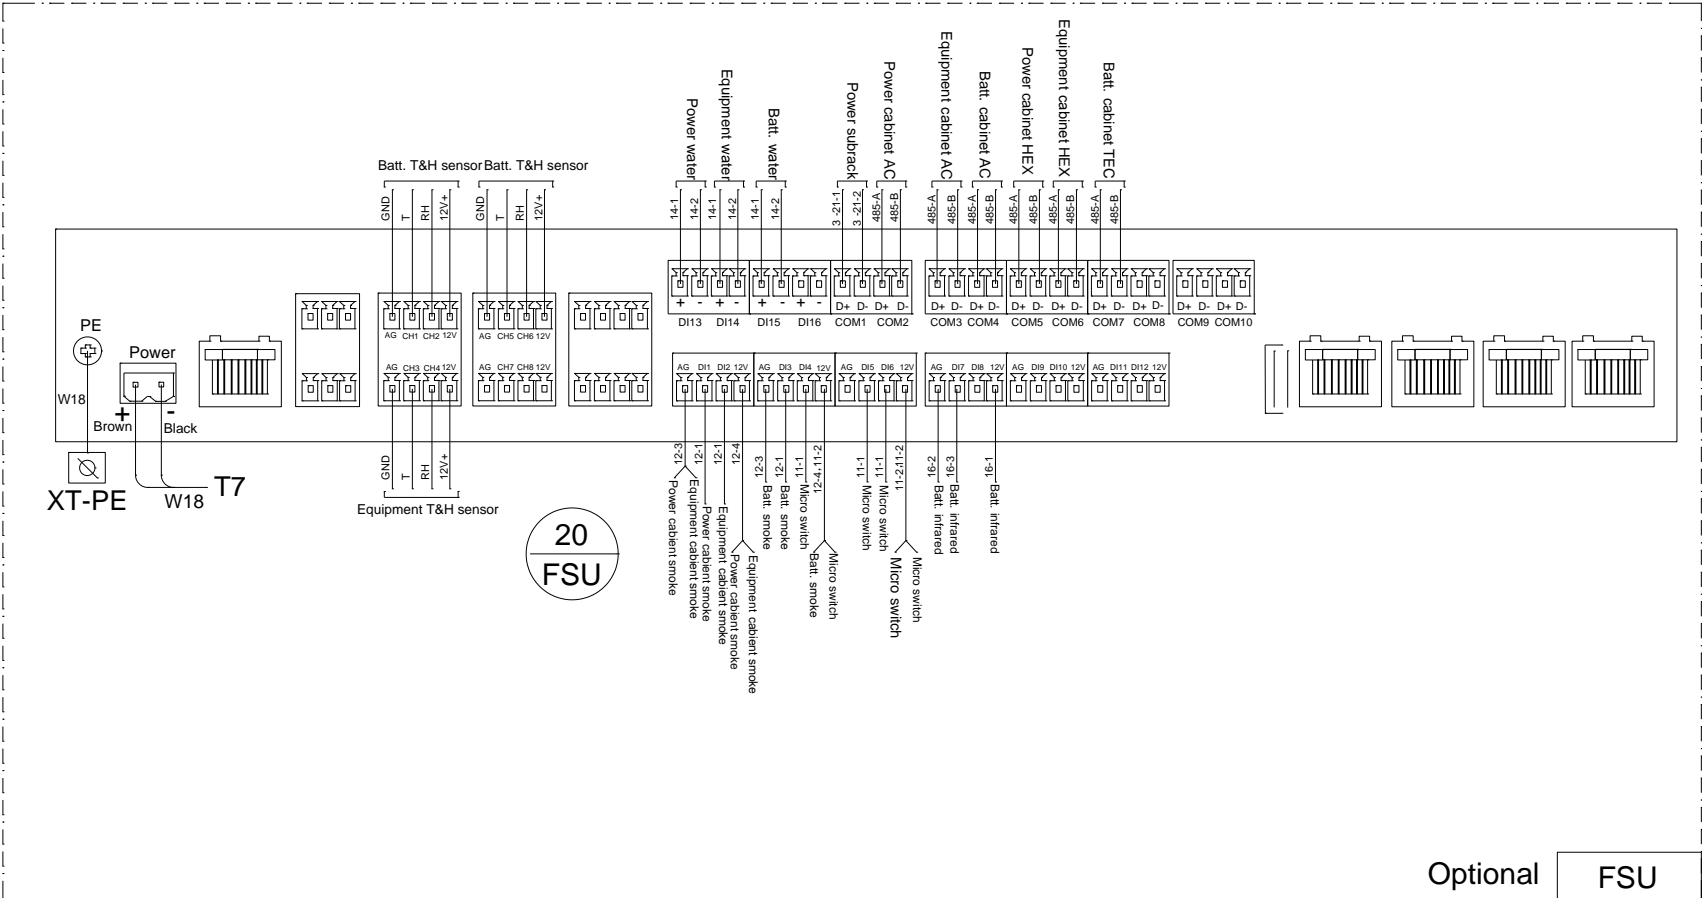 Power water
Equipment water
Batt. water
Power subrack
Power cabinet AC
Equipment cabinet AC
Batt. cabinet AC
Power cabinet HEX
Equipment cabinet HEX
Batt. cabinet TEC
Batt. T&H sensor Batt. T&H sensor
GND T RH 12V+ GND T RH 12V+
14-1 14-2 14-1 14-2 14-1 14-2 3 -21-1 3 -21-2 485-A 485-B 485-A 485-B 485-A 485-B 485-A 485-B 485-A 485-B 485-A 485-B
+ - + - + - + - D+ D- D+ D- D+ D- D+ D- D+ D- D+ D- D+ D- D+ D- D+ D- D+ D-
DI13 DI14 DI15 DI16 COM1 COM2 COM3 COM4 COM5 COM6 COM7 COM8 COM9 COM10
AG CH1 CH2 12V AG CH5 CH6 12V
PE
Power
AG CH3 CH4 12V AG CH7 CH8 12V
AG DI1 DI2 12V AG DI3 DI4 12V AG DI5 DI6 12V AG DI7 DI8 12V AG DI9 DI10 12V AG DI11 DI12 12V
W18
+ -
Brown Black
XT-PE
W18
T7
GND T RH 12V+
Equipment T&H sensor
12-3 12-1 12-1 12-4 12-3 12-1 11-1 12-4,11-2 11-1 11-1 11-2,11-2 16-2 16-3 16-1
Power cabient smoke
Equipment cabient smoke
Power cabient smoke
Equipment cabient smoke
Power cabient smoke
Equipment cabient smoke
Batt. smoke
Batt. smoke
Micro switch
Batt. smoke
Micro switch
Micro switch
Micro switch
Micro switch
Micro switch
Batt. infrared
Batt. infrared
Batt. infrared
20
FSU
Optional
FSU